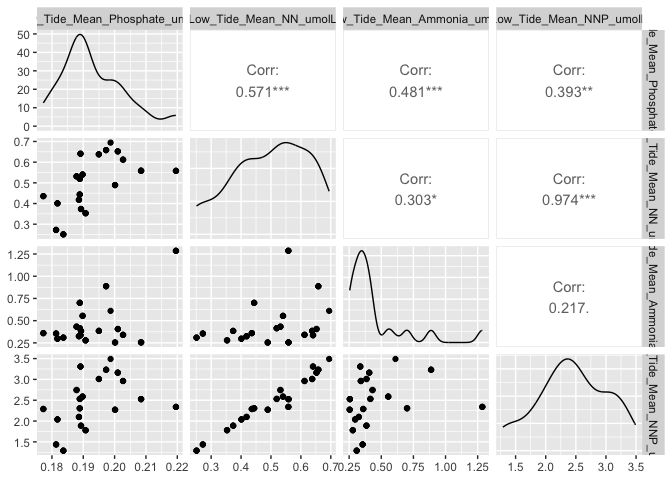 _Tide_Mean_Phosphate_um
Low_Tide_Mean_NN_umolL
w_Tide_Mean_Ammonia_um
ow_Tide_Mean_NNP_umolL
50
40
30
20
10
0
Corr:
0.571***
Corr:
0.481***
Corr:
0.393**
de_Mean_Phosphat
0.7
0.6
0.5
0.4
0.3
Corr:
0.303*
Corr:
0.974***
_Tide_Mean_NN_u
1.25
1.00
0.75
0.50
0.25
Corr:
0.217.
de_Mean_Ammonia
3.5
3.0
2.5
2.0
1.5
_Tide_Mean_NNP_u
0.18 0.19 0.20 0.21 0.22
0.3 0.4 0.5 0.6 0.7
0.25 0.50 0.75 1.00 1.25
1.5 2.0 2.5 3.0 3.5